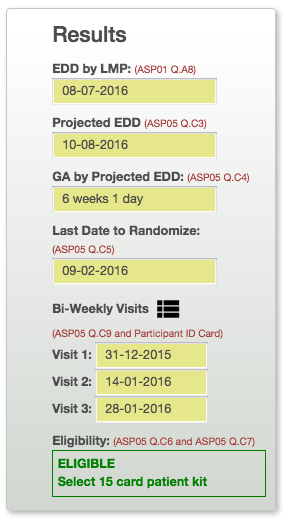 Results
EDD by LMP: (ASP01 Q.A8)
08-07-2016
Projected EDD (ASP05 Q.C3)
10-08-2016
GA by Projected EDD: (ASP05 Q.C4)
6 weeks 1 day
Last Date to Randomize:
(ASP05 Q.C5)
09-02-2016
Bi-Weekly Visits
(ASP05 Q.C9 and Participant ID Card)
Visit 1: 31-12-2015
Visit 2: 14-01-2016
Visit 3: 28-01-2016
Eligibility: (ASP05 Q.C6 and ASP05 Q.C7)
ELIGIBLE
Select 15 card patient kit